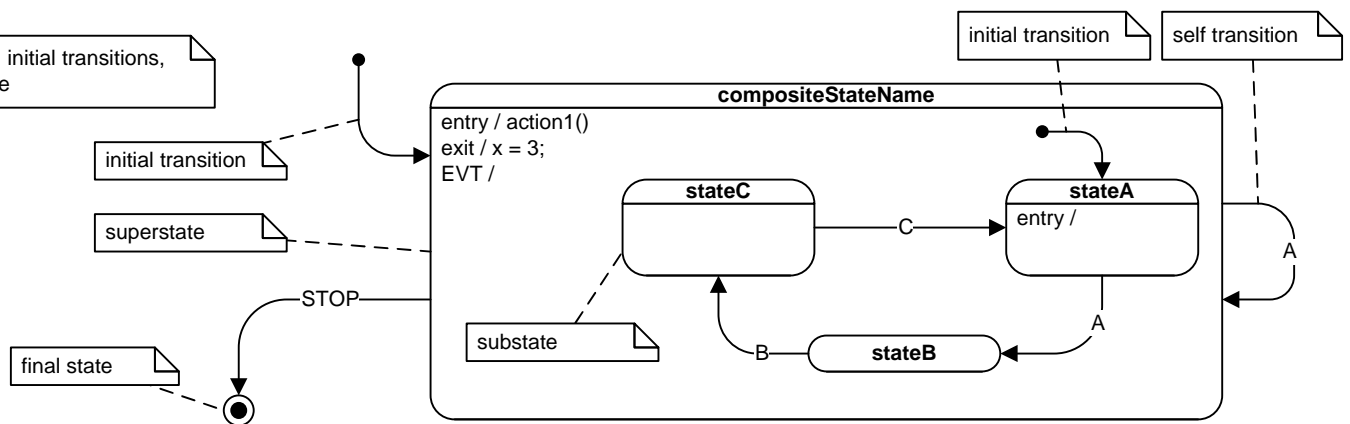 initial transitions,
e
initial transition
superstate
STOP
final state
compositeStateName
entry / action1()
exit / x = 3;
EVT /
stateC
substate
C
B
stateB
initial transition
stateA
entry /
A
self transition
A